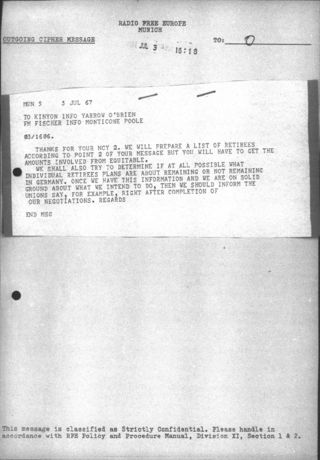 RADIO FREE EUROPE
MUNICH
OUTGOING CIPHER MESSAGE
TO:
JUL 3 16:18
MUN 3 3 JUL 67
TO KINYON INFO YARROW O'BRIEN
FM FISCHER INFO MONTICONE POOLE
03/1606.
THANKS FOR YOUR NCY 2. WE WILL PREPARE A LIST OF RETIREES
ACCORDING TO POINT 2 OF YOUR MESSAGE BUT YOU WILL HAVE TO GET THE
AMOUNTS INVOLVED FROM EQUITABLE.
WE SHALL ALSO TRY TO DETERMINE IF AT ALL POSSIBLE WHAT
INDIVIDUAL RETIREES PLANS ARE ABOUT REMAINING OR NOT REMAINING
IN GERMANY. ONCE WE HAVE THIS INFORMATION AND WE ARE ON SOLID
GROUND ABOUT WHAT WE INTEND TO DO, THEN WE SHOULD INFORM THE
UNIONS SAY, FOR EXAMPLE, RIGHT AFTER COMPLETION OF
OUR NEGOTIATIONS. REGARDS
END MSG
This message is classified as Strictly Confidential. Please handle in
accordance with RFE Policy and Procedure Manual, Division XI, Section 1 & 2.